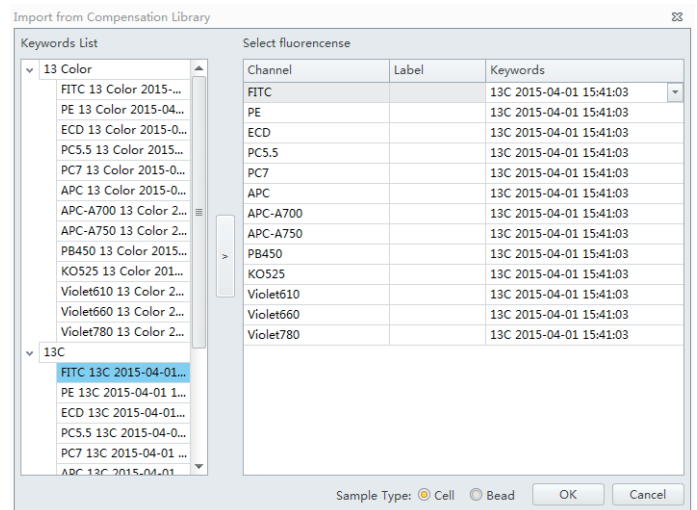 Import from Compensation Library
Keywords List
13 Color
FITC 13 Color 2015-...
PE 13 Color 2015-04...
ECD 13 Color 2015-0...
PC5.5 13 Color 2015...
PC7 13 Color 2015-0...
APC 13 Color 2015-0...
APC-A700 13 Color 2...
APC-A750 13 Color 2...
PB450 13 Color 2015...
KO525 13 Color 201...
Violet610 13 Color 2...
Violet660 13 Color 2...
Violet780 13 Color 2...
13C
FITC 13C 2015-04-01...
PE 13C 2015-04-01 1...
ECD 13C 2015-04-01...
PC5.5 13C 2015-04-0...
PC7 13C 2015-04-01 ...
APC 13C 2015-04-01
>
Select fluorencense
Channel Label Keywords
FITC 13C 2015-04-01 15:41:03
PE 13C 2015-04-01 15:41:03
ECD 13C 2015-04-01 15:41:03
PC5.5 13C 2015-04-01 15:41:03
PC7 13C 2015-04-01 15:41:03
APC 13C 2015-04-01 15:41:03
APC-A700 13C 2015-04-01 15:41:03
APC-A750 13C 2015-04-01 15:41:03
PB450 13C 2015-04-01 15:41:03
KO525 13C 2015-04-01 15:41:03
Violet610 13C 2015-04-01 15:41:03
Violet660 13C 2015-04-01 15:41:03
Violet780 13C 2015-04-01 15:41:03
Sample Type: Cell Bead OK Cancel